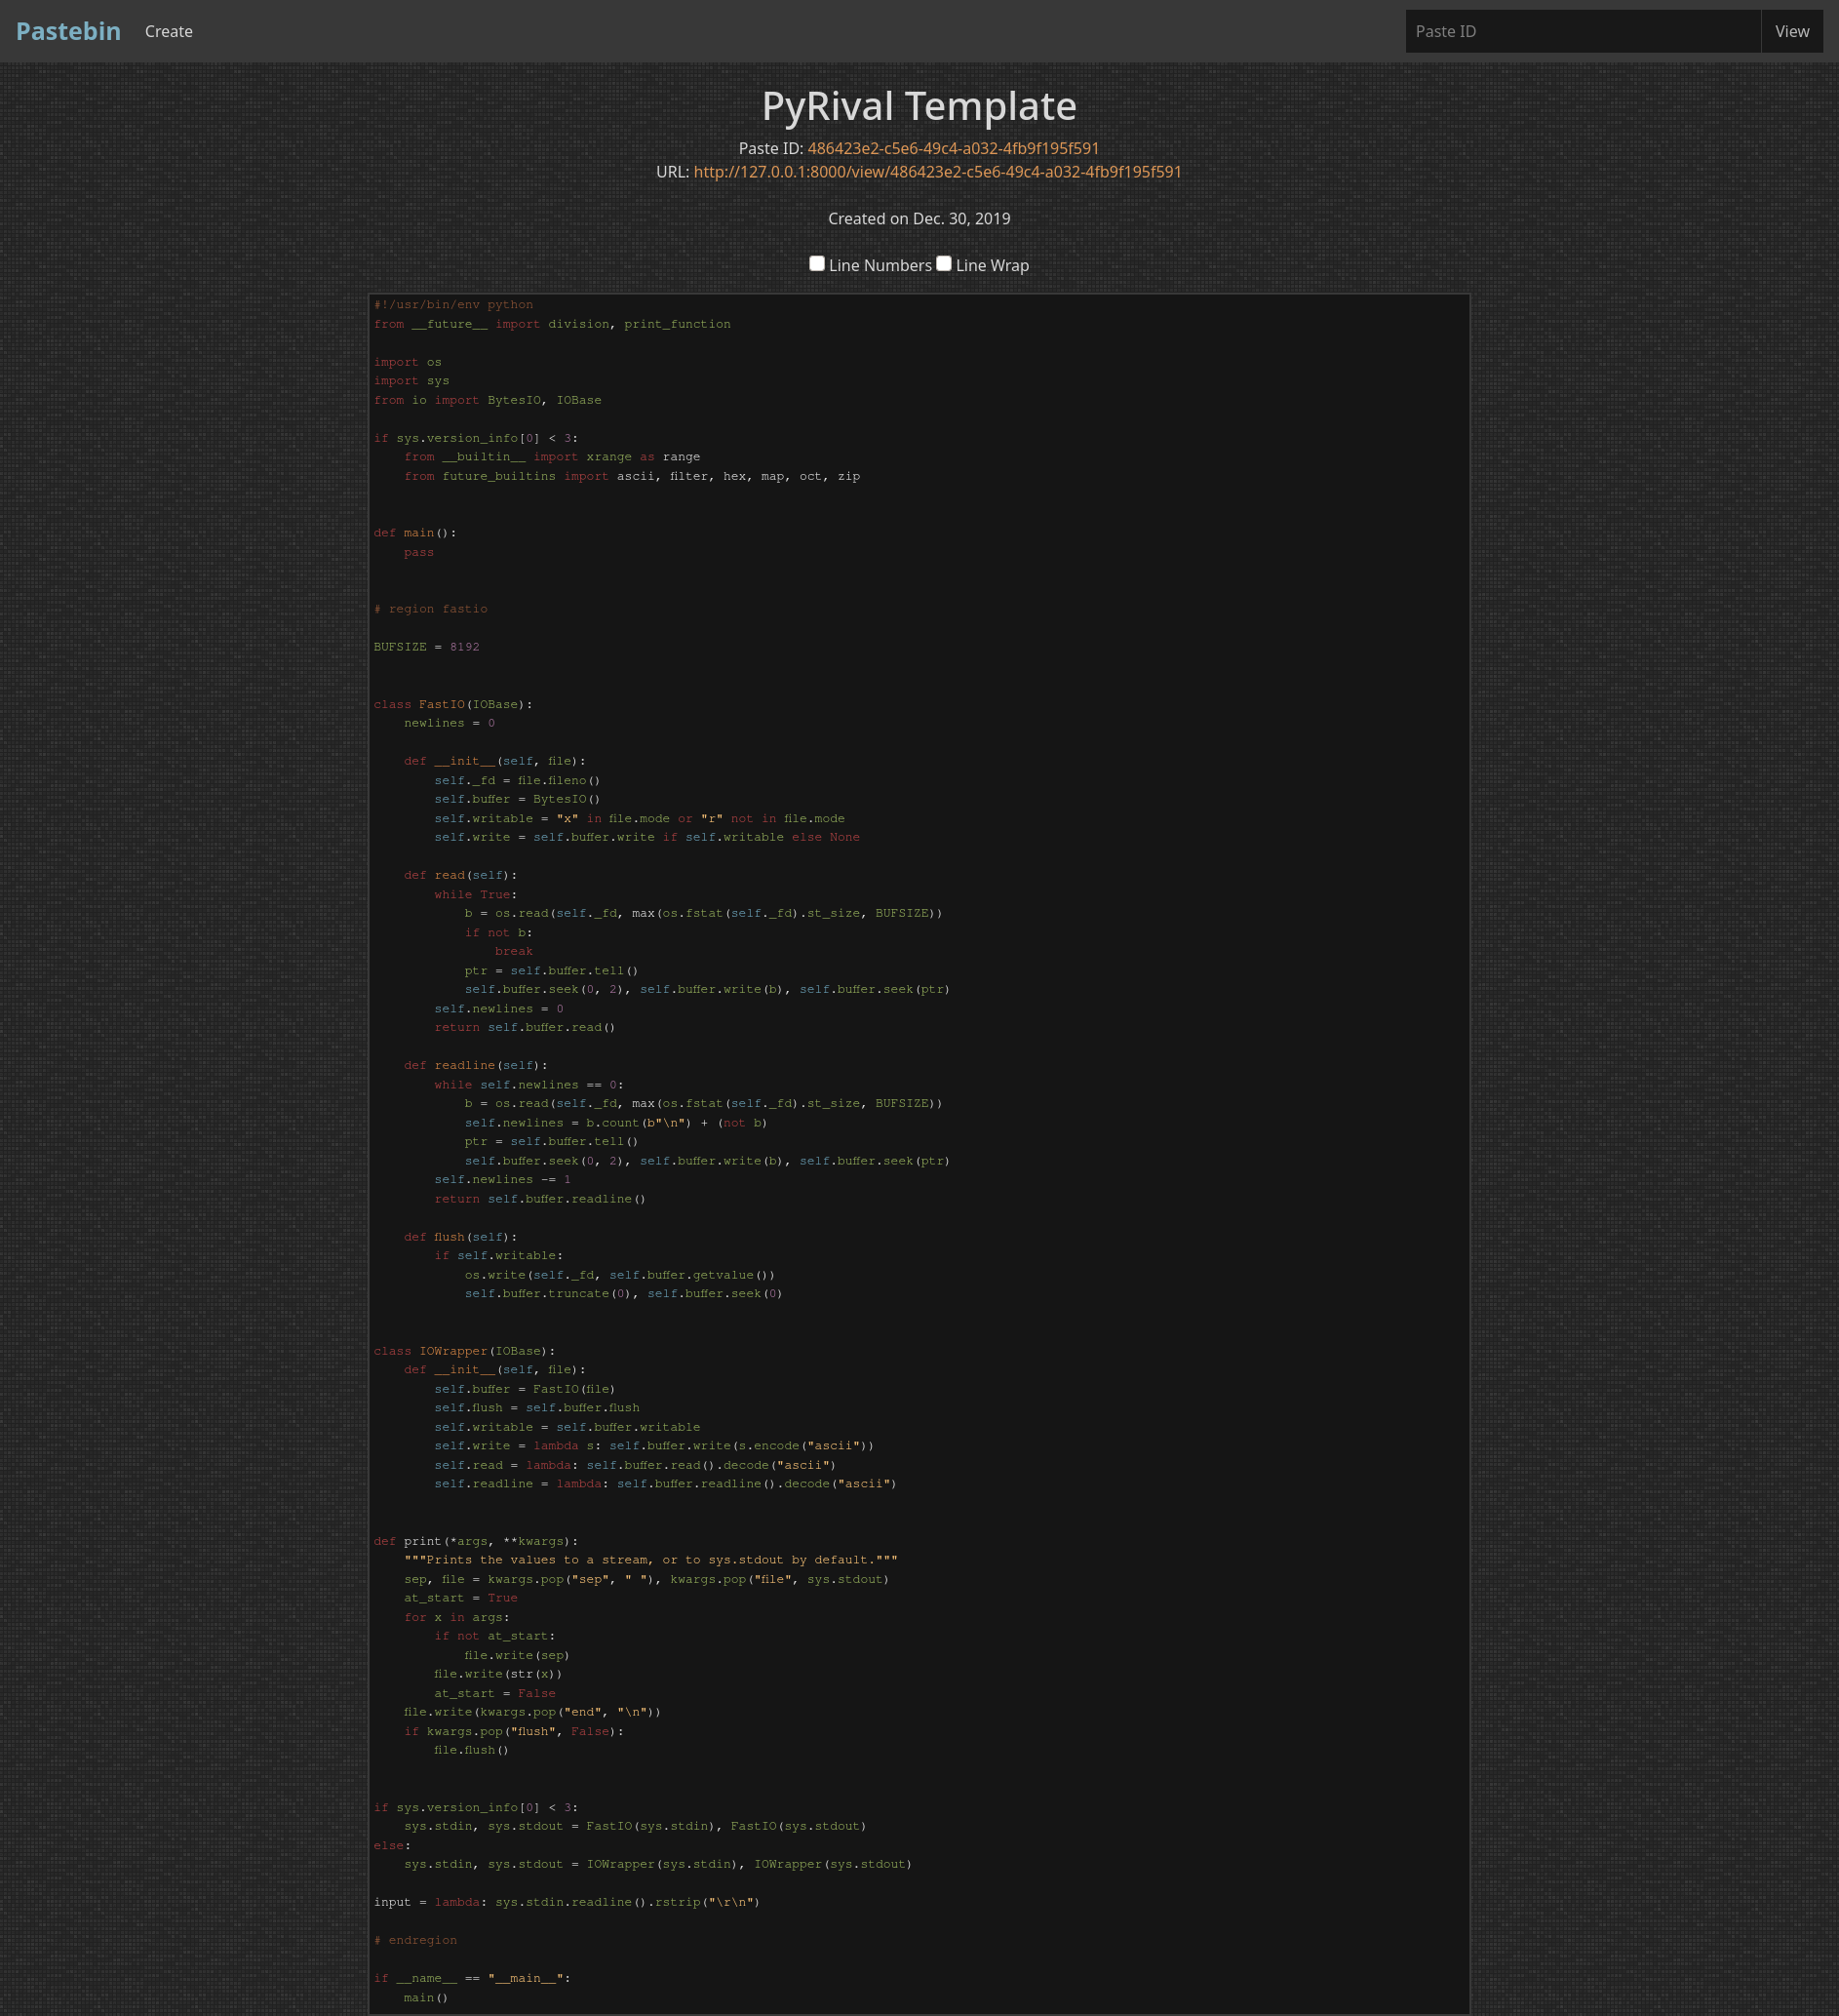 Pastebin Create Paste ID View
PyRival Template
Paste ID: 486423e2-c5e6-49c4-a032-4fb9f195f591
URL: http://127.0.0.1:8000/view/486423e2-c5e6-49c4-a032-4fb9f195f591
Created on Dec. 30, 2019
Line Numbers Line Wrap
#!/usr/bin/env python
from __future__ import division, print_function
import os
import sys
from io import BytesIO, IOBase
if sys.version_info[0] < 3:
    from __builtin__ import xrange as range
    from future_builtins import ascii, filter, hex, map, oct, zip
def main():
    pass
# region fastio
BUFSIZE = 8192
class FastIO(IOBase):
    newlines = 0
    def __init__(self, file):
        self._fd = file.fileno()
        self.buffer = BytesIO()
        self.writable = "x" in file.mode or "r" not in file.mode
        self.write = self.buffer.write if self.writable else None
    def read(self):
        while True:
            b = os.read(self._fd, max(os.fstat(self._fd).st_size, BUFSIZE))
            if not b:
                break
            ptr = self.buffer.tell()
            self.buffer.seek(0, 2), self.buffer.write(b), self.buffer.seek(ptr)
        self.newlines = 0
        return self.buffer.read()
    def readline(self):
        while self.newlines == 0:
            b = os.read(self._fd, max(os.fstat(self._fd).st_size, BUFSIZE))
            self.newlines = b.count(b"\n") + (not b)
            ptr = self.buffer.tell()
            self.buffer.seek(0, 2), self.buffer.write(b), self.buffer.seek(ptr)
        self.newlines -= 1
        return self.buffer.readline()
    def flush(self):
        if self.writable:
            os.write(self._fd, self.buffer.getvalue())
            self.buffer.truncate(0), self.buffer.seek(0)
class IOWrapper(IOBase):
    def __init__(self, file):
        self.buffer = FastIO(file)
        self.flush = self.buffer.flush
        self.writable = self.buffer.writable
        self.write = lambda s: self.buffer.write(s.encode("ascii"))
        self.read = lambda: self.buffer.read().decode("ascii")
        self.readline = lambda: self.buffer.readline().decode("ascii")
def print(*args, **kwargs):
    """Prints the values to a stream, or to sys.stdout by default."""
    sep, file = kwargs.pop("sep", " "), kwargs.pop("file", sys.stdout)
    at_start = True
    for x in args:
        if not at_start:
            file.write(sep)
        file.write(str(x))
        at_start = False
    file.write(kwargs.pop("end", "\n"))
    if kwargs.pop("flush", False):
        file.flush()
if sys.version_info[0] < 3:
    sys.stdin, sys.stdout = FastIO(sys.stdin), FastIO(sys.stdout)
else:
    sys.stdin, sys.stdout = IOWrapper(sys.stdin), IOWrapper(sys.stdout)
input = lambda: sys.stdin.readline().rstrip("\r\n")
# endregion
if __name__ == "__main__":
    main()